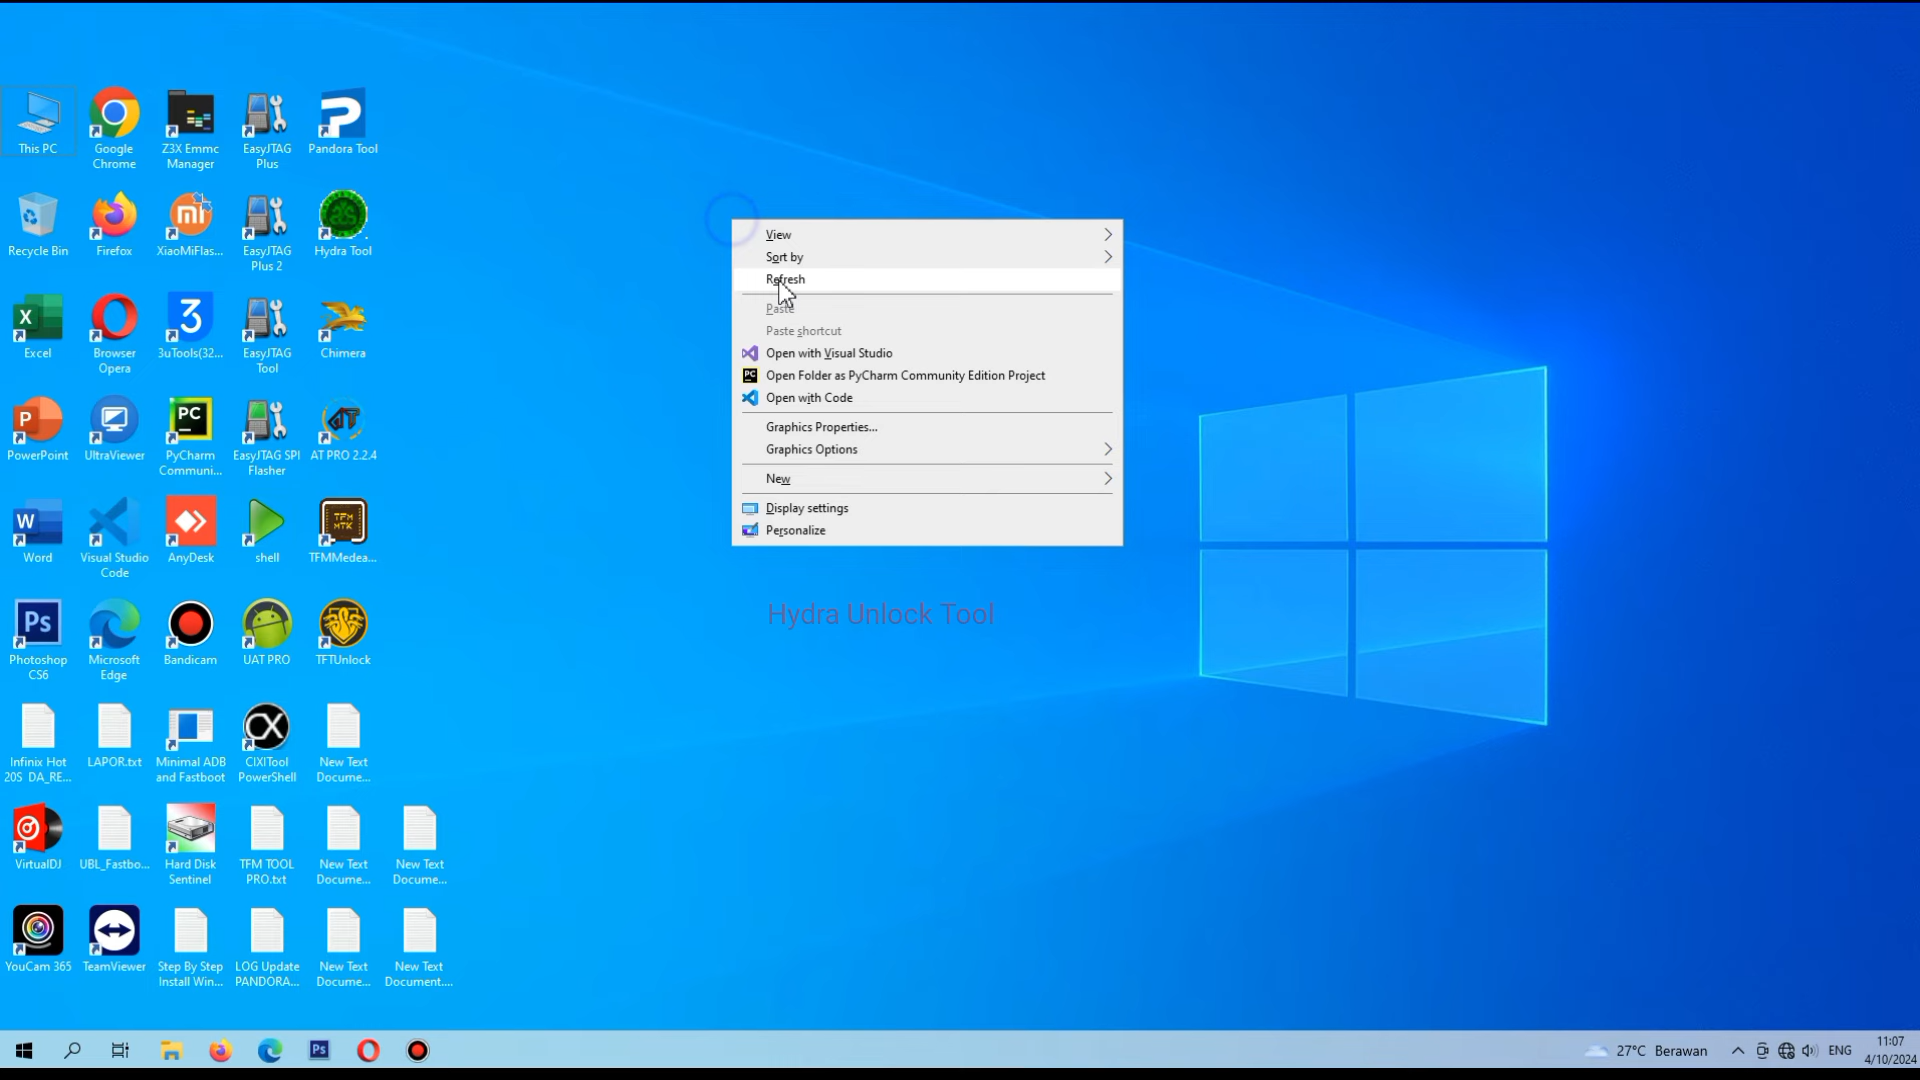 This PC
Google
Chrome
Z3X Emmc
Manager
EasyJTAG
Plus
Pandora Tool
Recycle Bin
Firefox
XiaoMiFlas...
EasyJTAG
Plus 2
Hydra Tool
Excel
Browser
Opera
3uTools(32...
EasyJTAG
Tool
Chimera
PowerPoint
UltraViewer
PyCharm
Communi...
EasyJTAG SPI
Flasher
AT PRO 2.2.4
Word
Visual Studio
Code
AnyDesk
shell
TFMMedea...
Photoshop
CS6
Microsoft
Edge
Bandicam
UAT PRO
TFTUnlock
Infinix Hot
20S DA_RE...
LAPOR.txt
Minimal ADB
and Fastboot
CIXITool
PowerShell
New Text
Docume...
VirtualDJ
UBL_Fastbo...
Hard Disk
Sentinel
TFM TOOL
PRO.txt
New Text
Docume...
New Text
Docume...
YouCam 365
TeamViewer
Step By Step
Install Win...
LOG Update
PANDORA...
New Text
Docume...
New Text
Document....
View
Sort by
Refresh
Paste
Paste shortcut
Open with Visual Studio
Open Folder as PyCharm Community Edition Project
Open with Code
Graphics Properties...
Graphics Options
New
Display settings
Personalize
Hydra Unlock Tool
27°C Berawan
ENG
11:07
4/10/2024